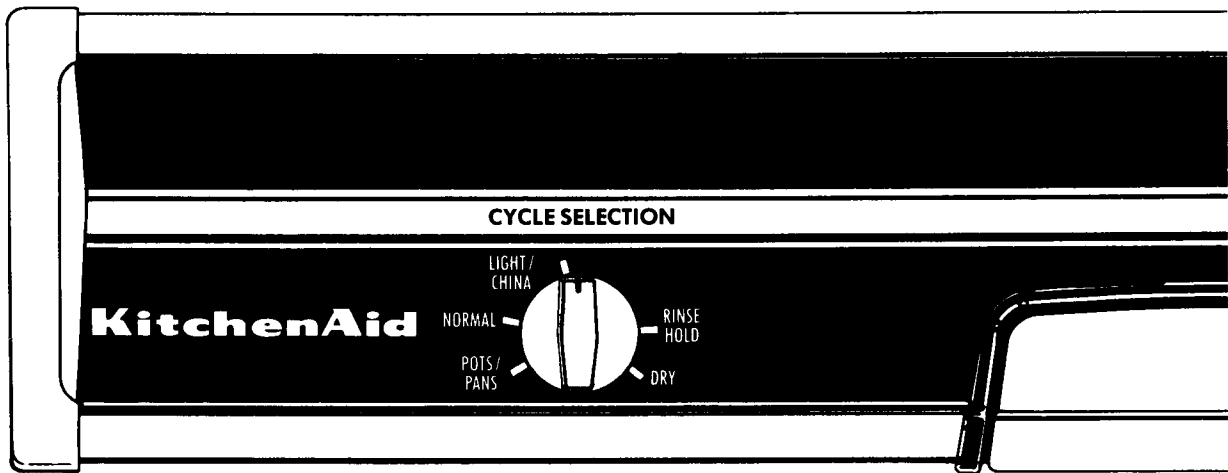 CYCLE SELECTION
LIGHT/
CHINA
KitchenAid
NORMAL
RINSE
HOLD
POTS/
PANS
DRY